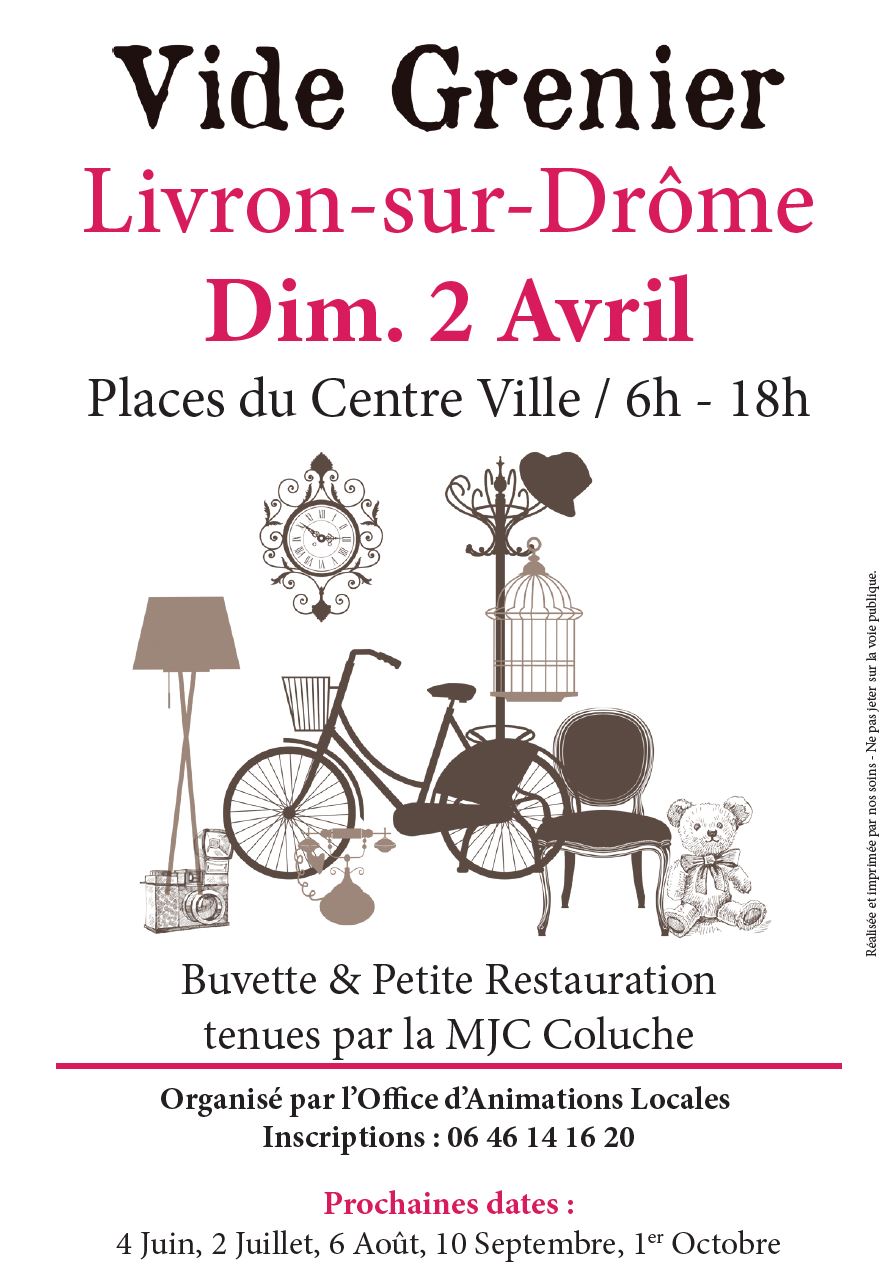 Vide Grenier
Livron-sur-Drôme
Dim. 2 Avril
Places du Centre Ville / 6h - 18h
Buvette & Petite Restauration
tenues par la MJC Coluche
Organisé par l’Office d’Animations Locales
Inscriptions : 06 46 14 16 20
Prochaines dates :
4 Juin, 2 Juillet, 6 Août, 10 Septembre, 1er Octobre
Réalisée et imprimée par nos soins - Ne pas jeter sur la voie publique.